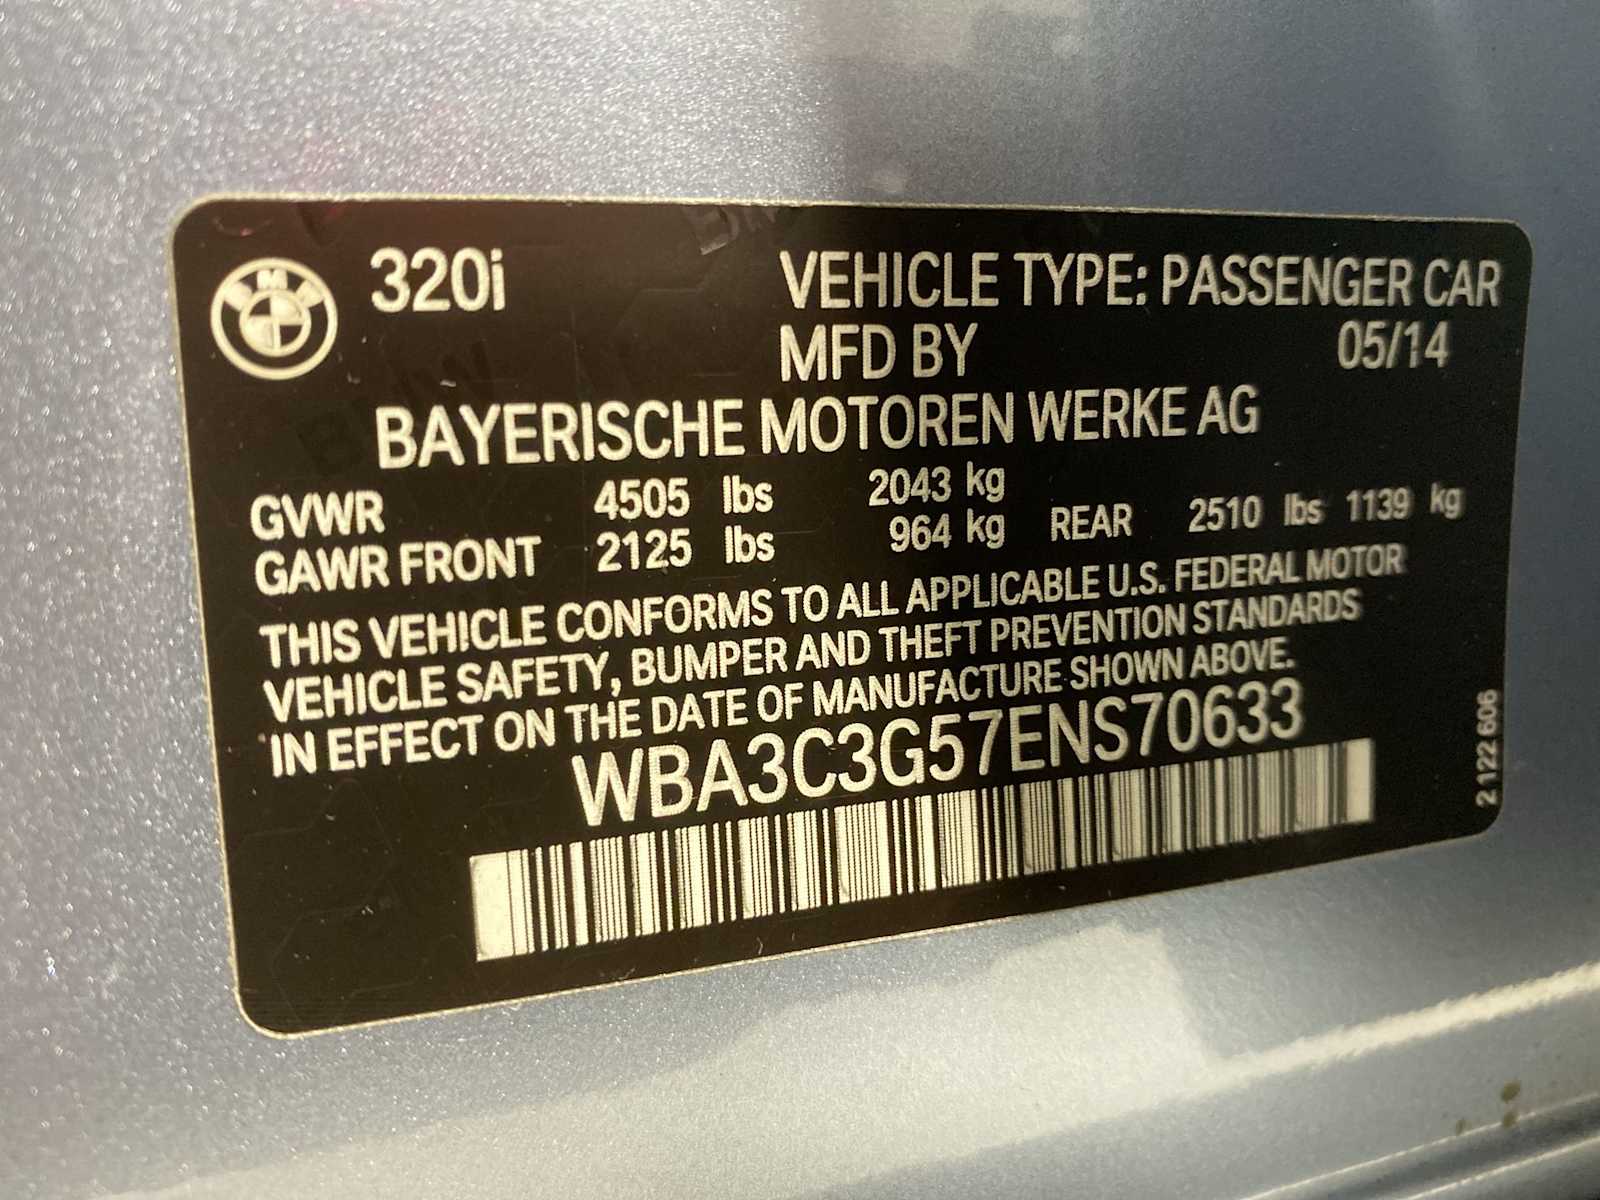 BMW 320i VEHICLE TYPE: PASSENGER CAR
MFD BY 05/14
BAYERISCHE MOTOREN WERKE AG
GVWR 4505 lbs 2043 kg
GAWR FRONT 2125 lbs 964 kg REAR 2510 lbs 1139 kg
THIS VEHICLE CONFORMS TO ALL APPLICABLE U.S. FEDERAL MOTOR
VEHICLE SAFETY, BUMPER AND THEFT PREVENTION STANDARDS
IN EFFECT ON THE DATE OF MANUFACTURE SHOWN ABOVE.
WBA3C3G57ENS70633
2 122 606